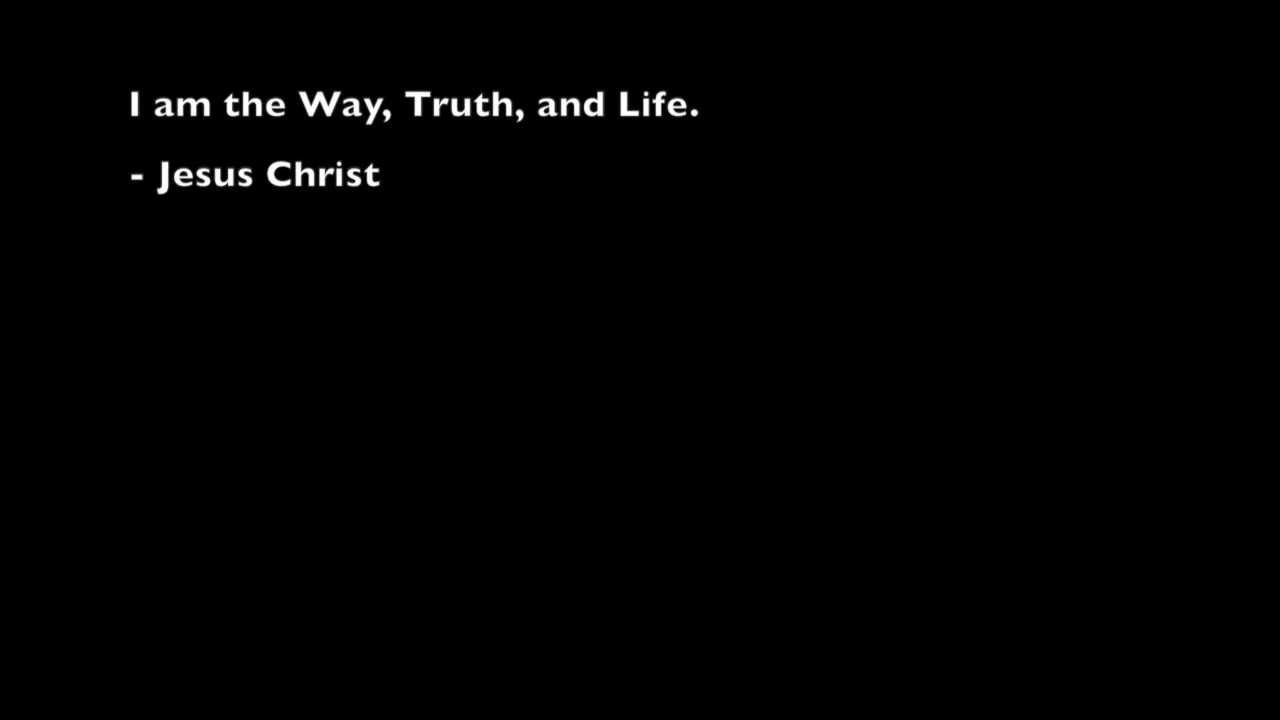 I am the Way, Truth, and Life.
- Jesus Christ